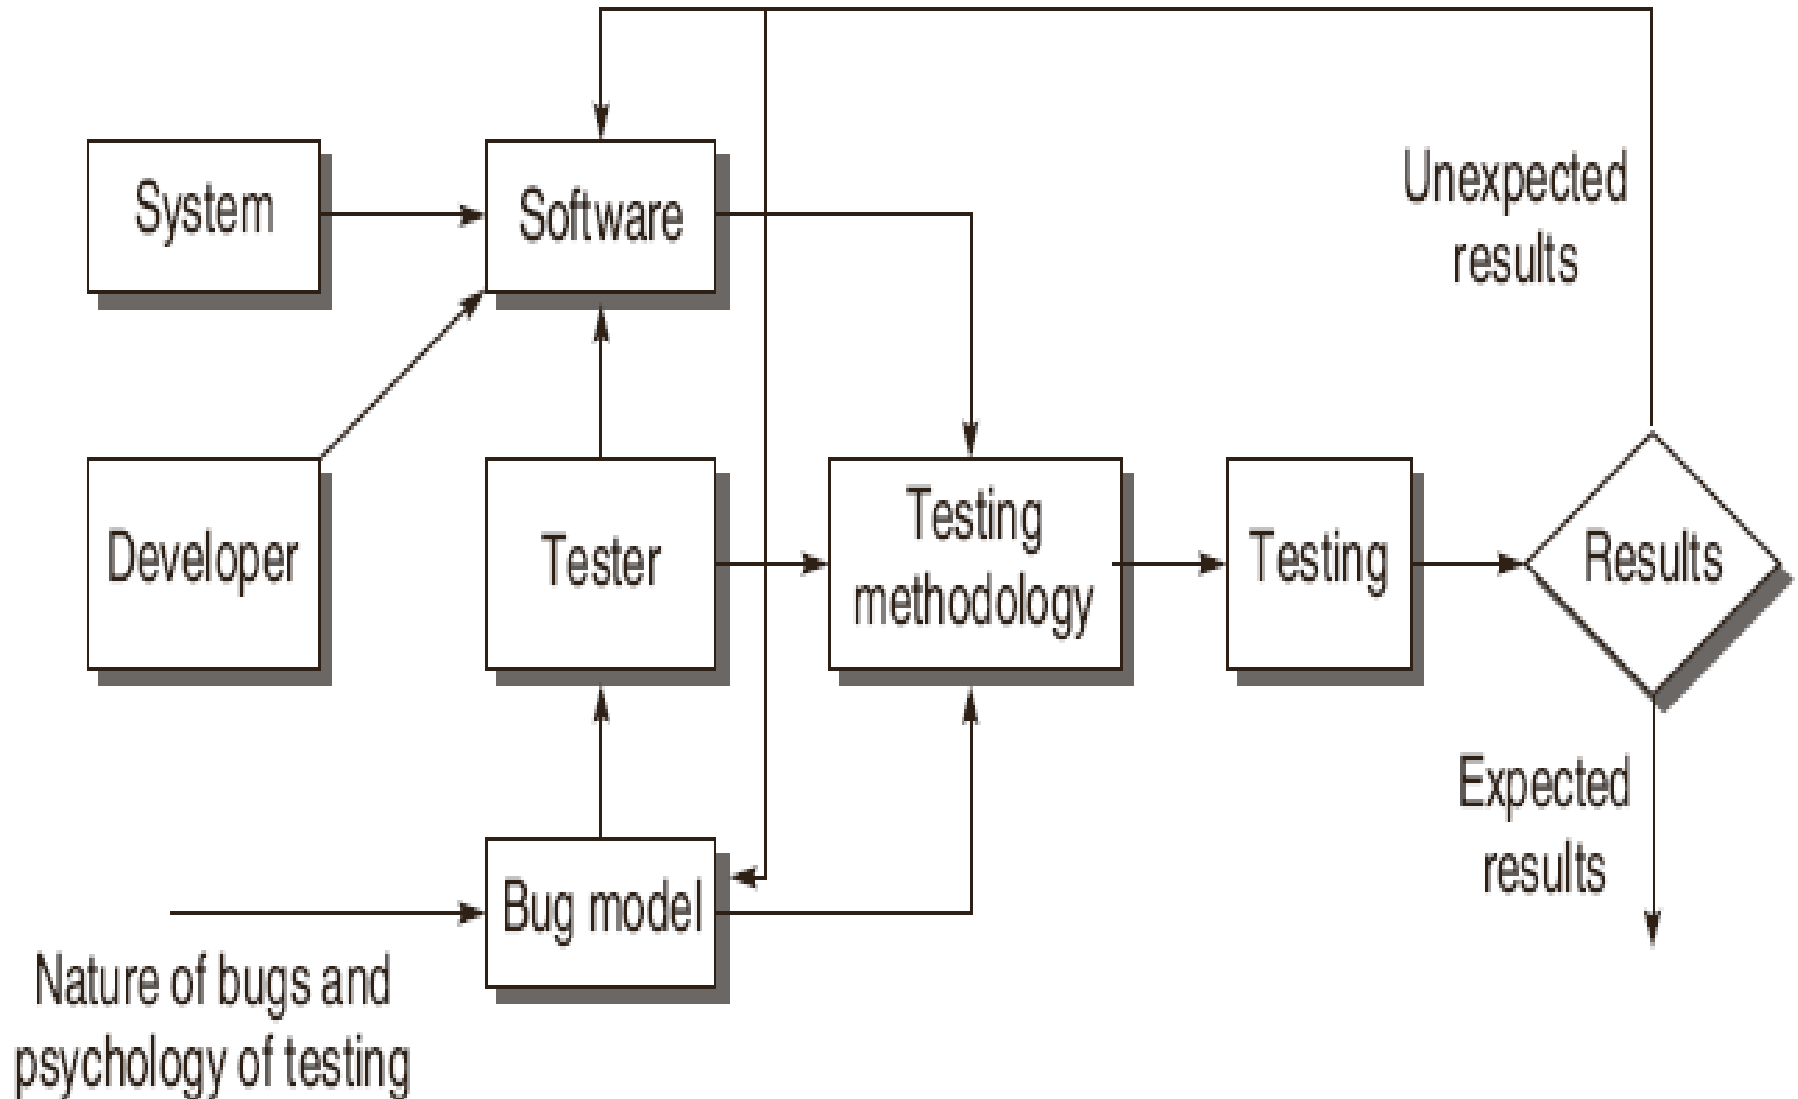 System
Software
Unexpected
results
Developer
Tester
Testing
methodology
Testing
Results
Expected
results
Bug model
Nature of bugs and
psychology of testing